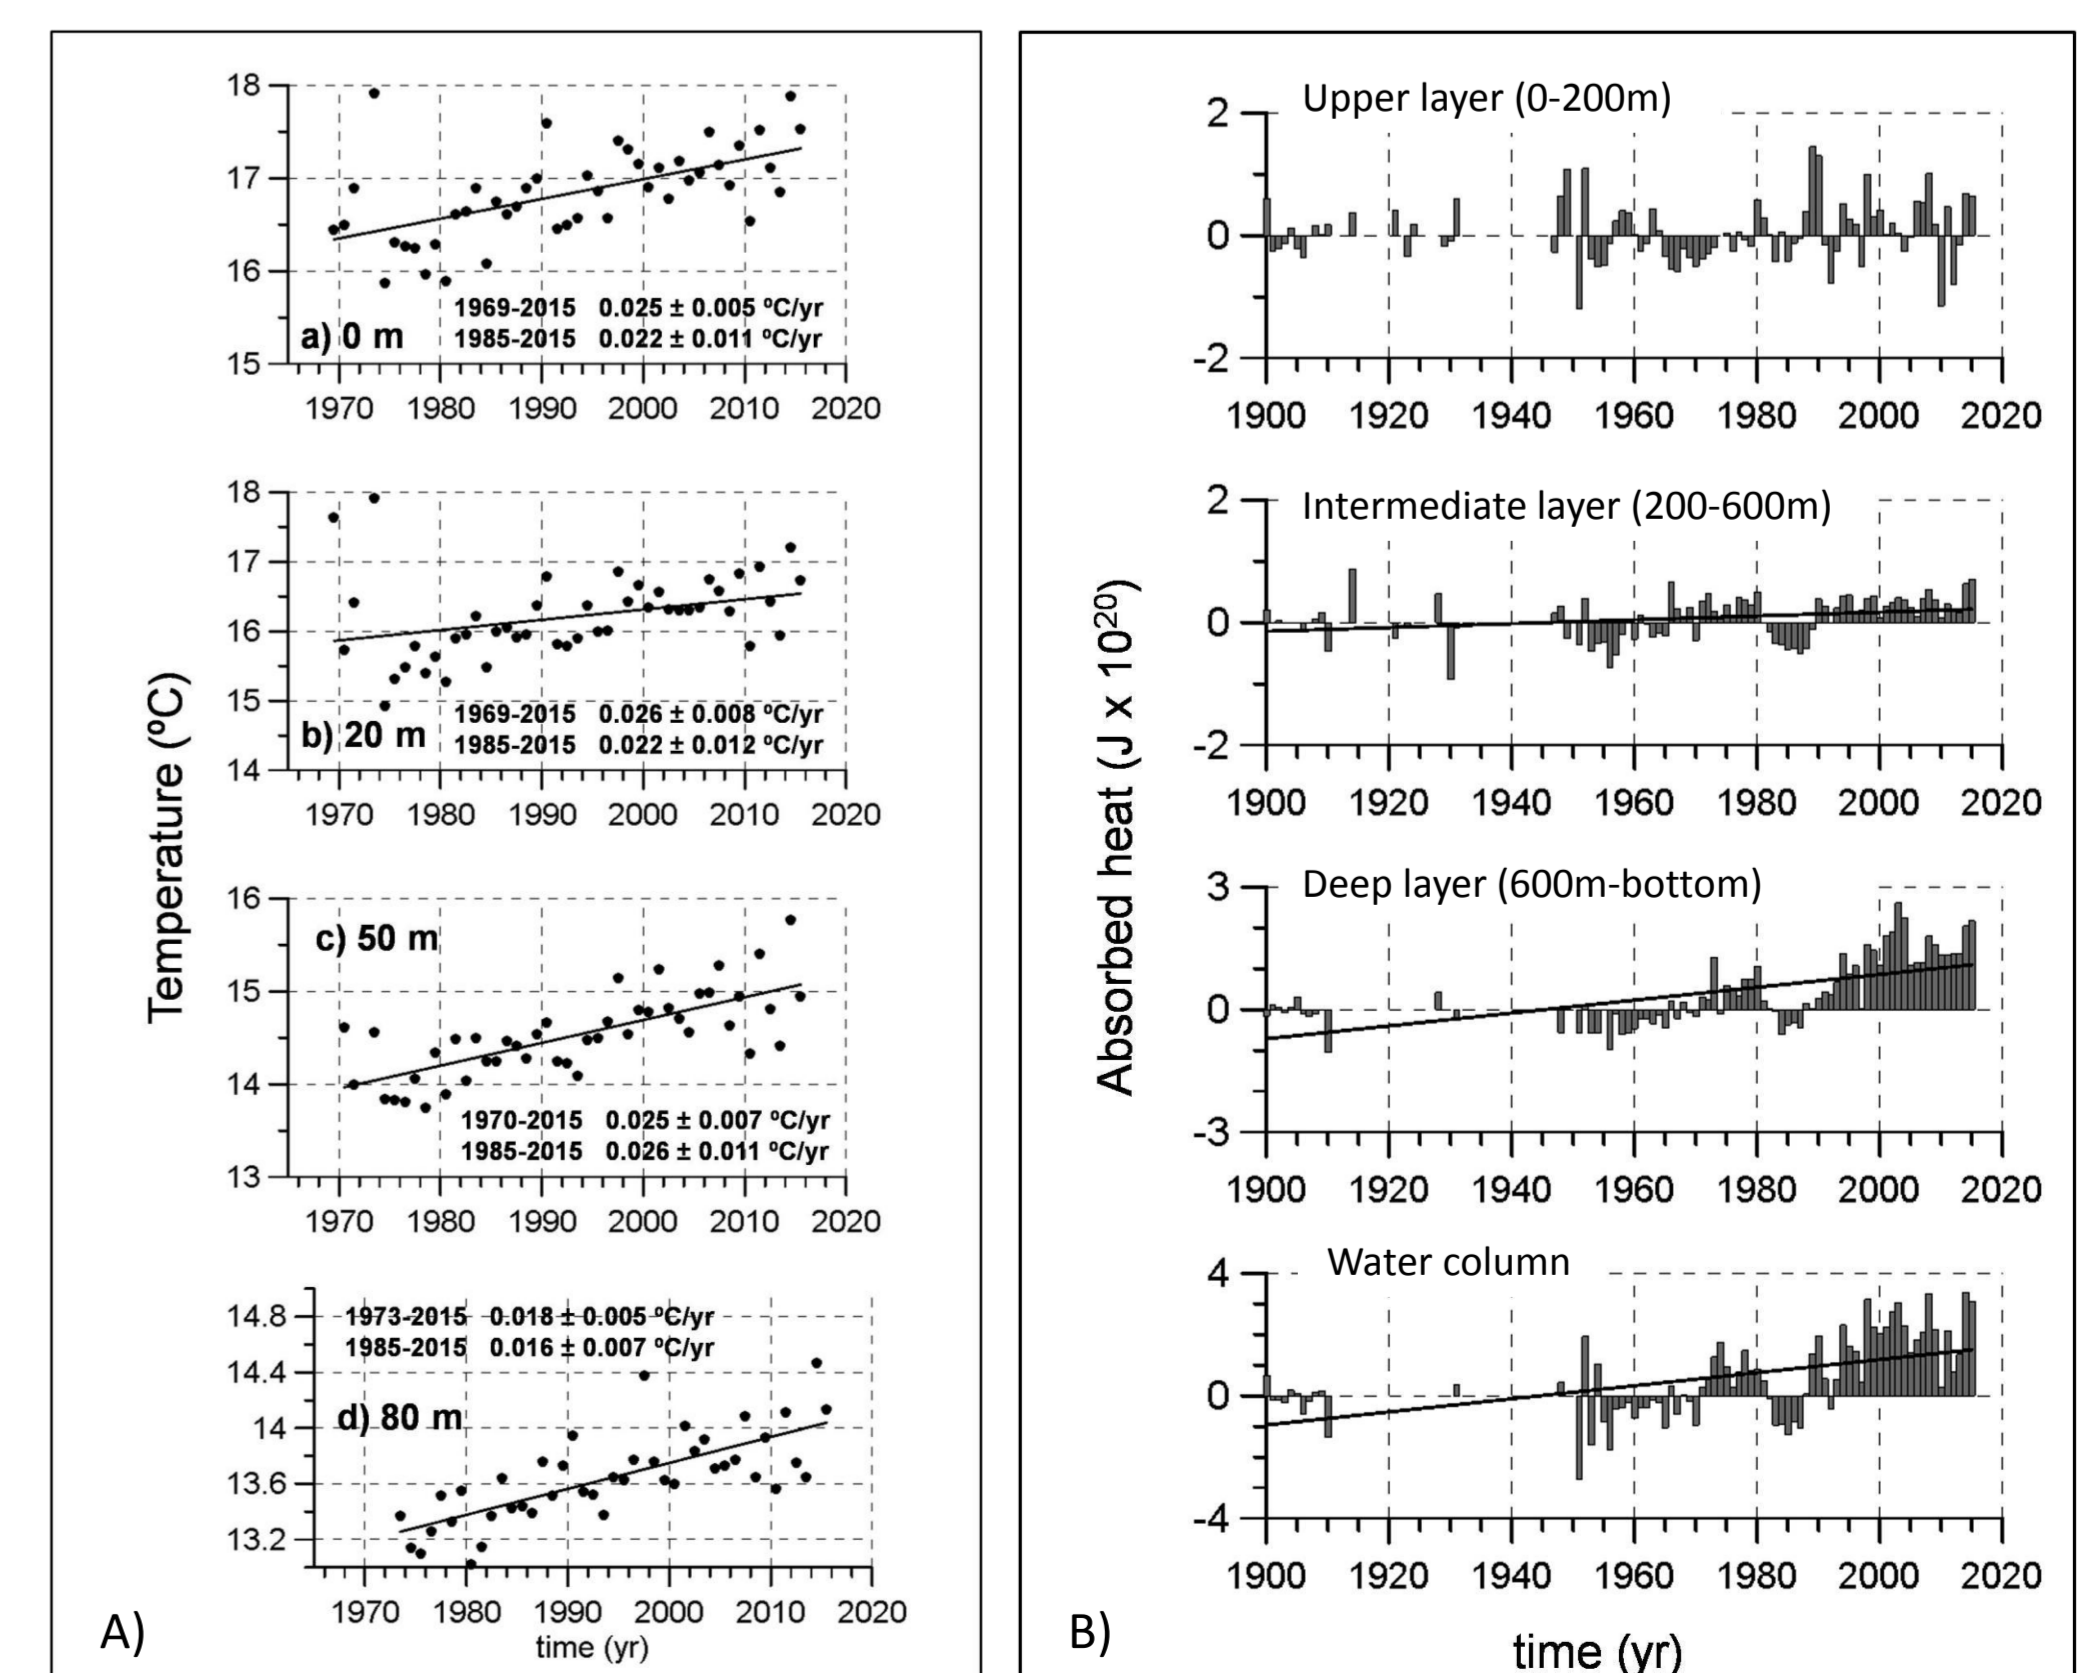 18
17
16
15
1969-2015 0.025 ± 0.005 ºC/yr
a) 0 m 1985-2015 0.022 ± 0.011 ºC/yr
1970 1980 1990 2000 2010 2020
18
17
16
15
14
1969-2015 0.026 ± 0.008 ºC/yr
b) 20 m 1985-2015 0.022 ± 0.012 ºC/yr
1970 1980 1990 2000 2010 2020
Temperature (ºC)
16
15
14
13
c) 50 m
1970-2015 0.025 ± 0.007 ºC/yr
1985-2015 0.026 ± 0.011 ºC/yr
1970 1980 1990 2000 2010 2020
14.8
14.4
14
13.6
13.2
1973-2015 0.018 ± 0.005 ºC/yr
1985-2015 0.016 ± 0.007 ºC/yr
d) 80 m
1970 1980 1990 2000 2010 2020
time (yr)
A)
Upper layer (0-200m)
2
0
-2
1900 1920 1940 1960 1980 2000 2020
Intermediate layer (200-600m)
2
0
-2
1900 1920 1940 1960 1980 2000 2020
Absorbed heat (J x 10²⁰)
Deep layer (600m-bottom)
3
0
-3
1900 1920 1940 1960 1980 2000 2020
Water column
4
0
-4
1900 1920 1940 1960 1980 2000 2020
time (yr)
B)